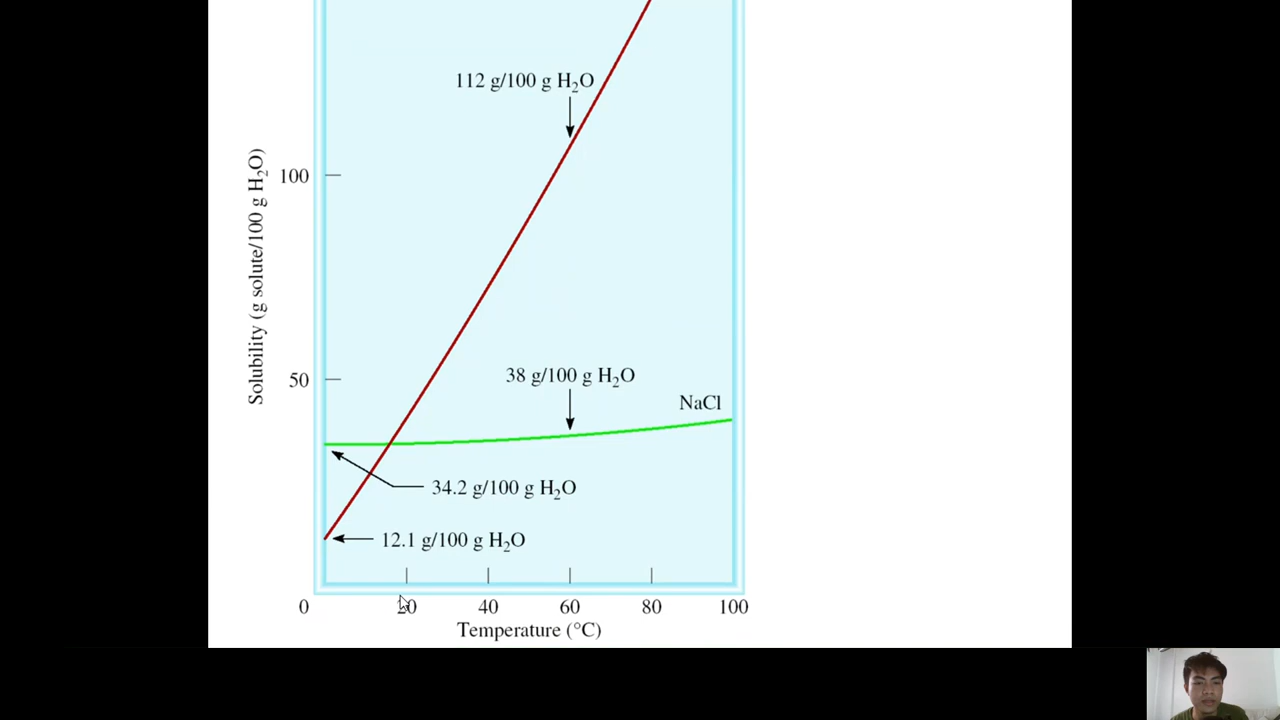 112 g/100 g H₂O
Solubility (g solute/100 g H₂O)
100
50
38 g/100 g H₂O
NaCl
34.2 g/100 g H₂O
12.1 g/100 g H₂O
0 20 40 60 80 100
Temperature (°C)